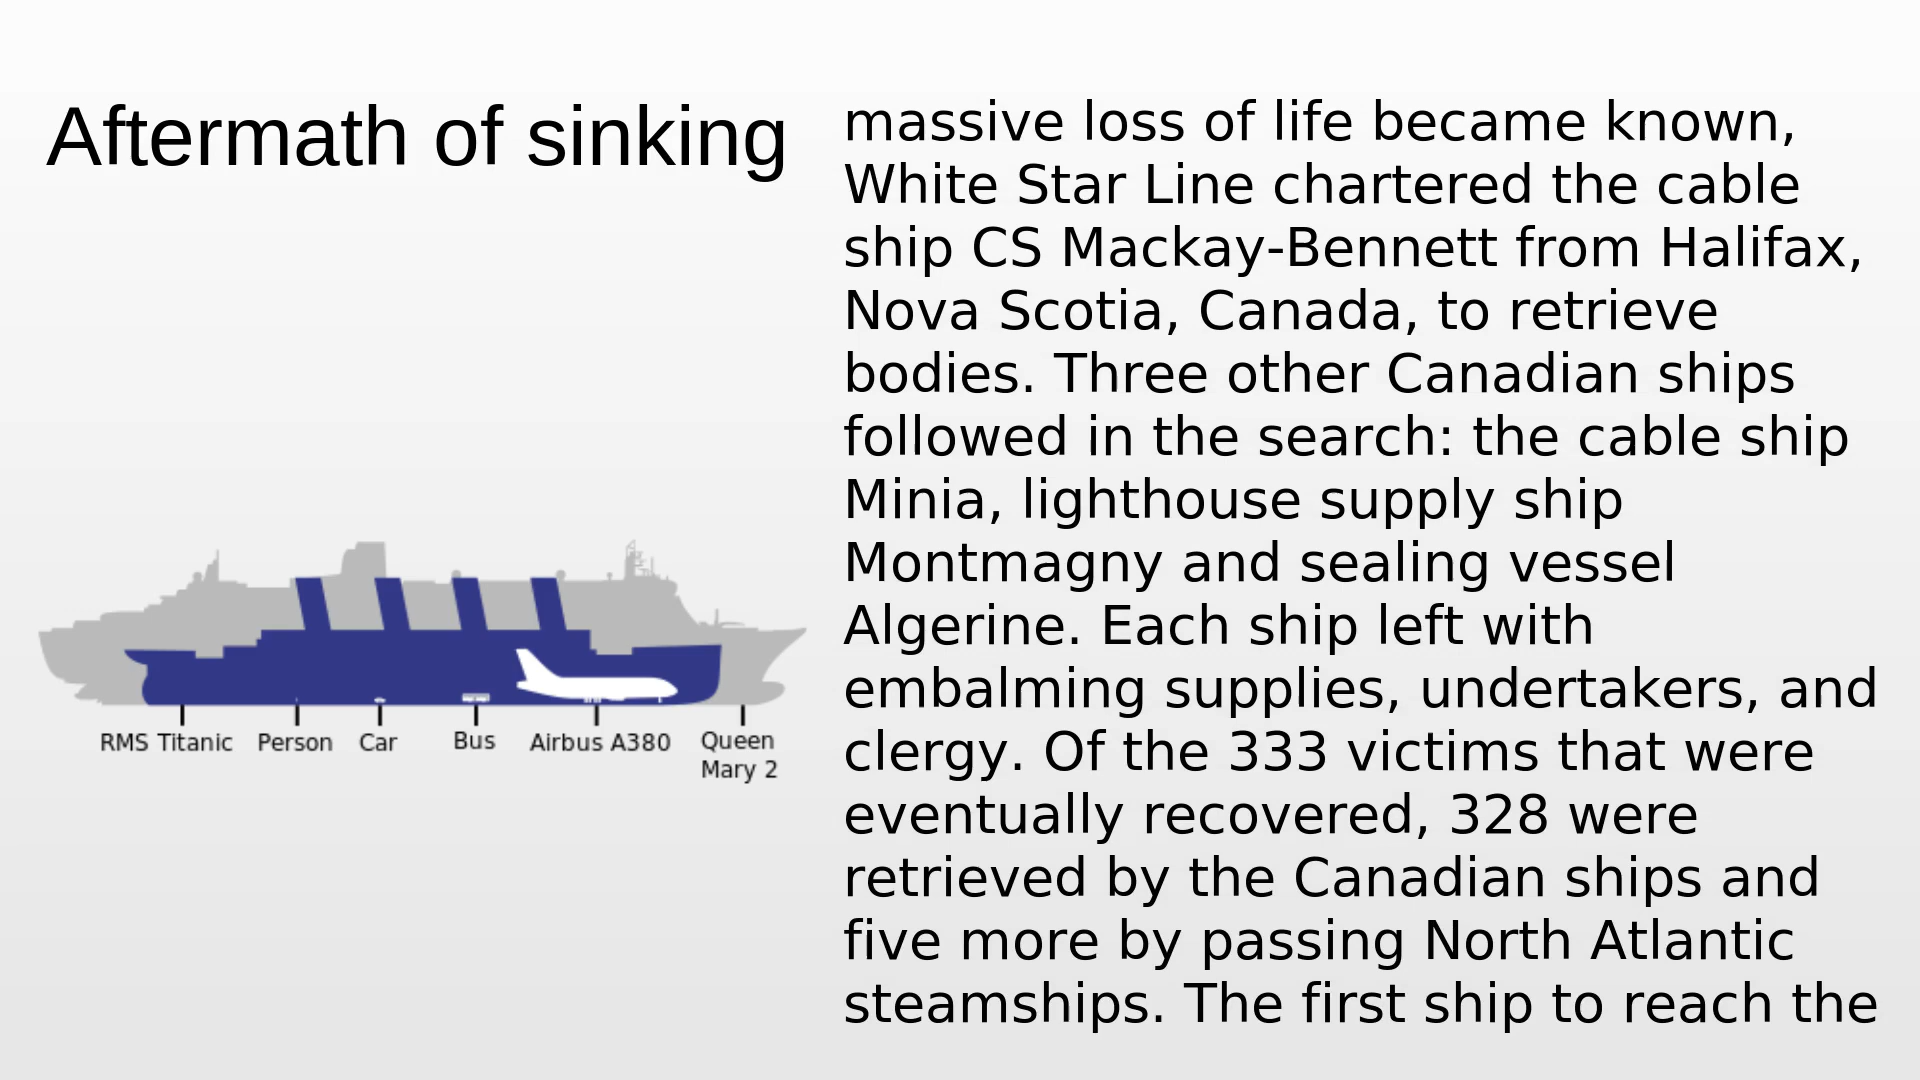 Aftermath of sinking
massive loss of life became known,
White Star Line chartered the cable
ship CS Mackay-Bennett from Halifax,
Nova Scotia, Canada, to retrieve
bodies. Three other Canadian ships
followed in the search: the cable ship
Minia, lighthouse supply ship
Montmagny and sealing vessel
Algerine. Each ship left with
embalming supplies, undertakers, and
clergy. Of the 333 victims that were
eventually recovered, 328 were
retrieved by the Canadian ships and
five more by passing North Atlantic
steamships. The first ship to reach the
RMS Titanic
Person
Car
Bus
Airbus A380
Queen
Mary 2